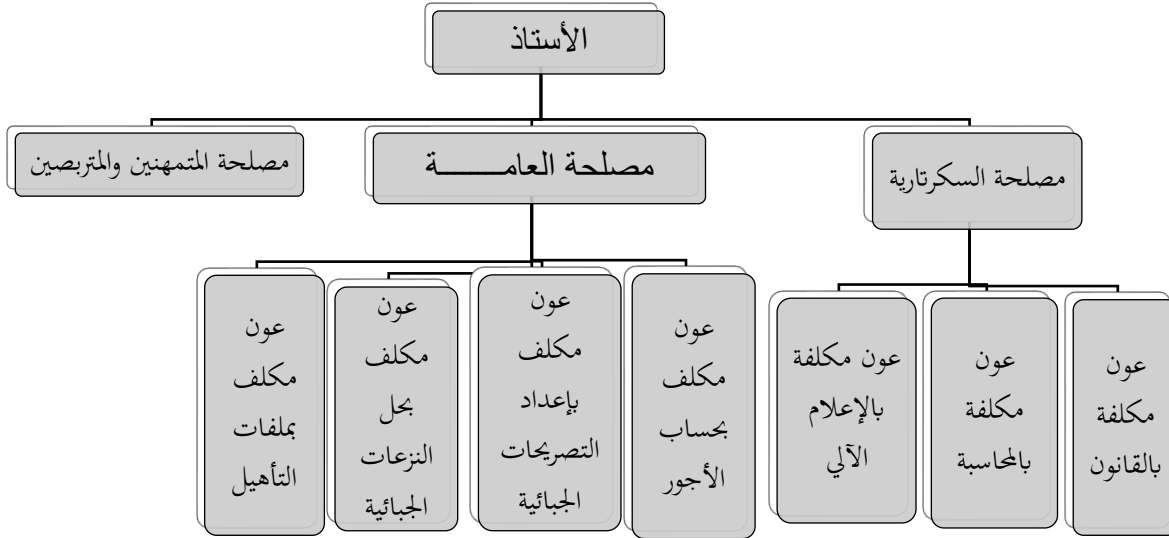 الأستاذ
مصلحة السكرتارية
مصلحة العامـــــــــة
مصلحة المتمهنين والمتربصين
عون
مكلفة
بالقانون
عون
مكلفة
بالمحاسبة
عون مكلفة
بالإعلام
الآلي
عون
مكلف
بحساب
الأجور
عون
مكلف
بإعداد
التصريحات
الجبائية
عون
مكلف
بحل
النزعات
الجبائية
عون
مكلف
بملفات
التأهيل